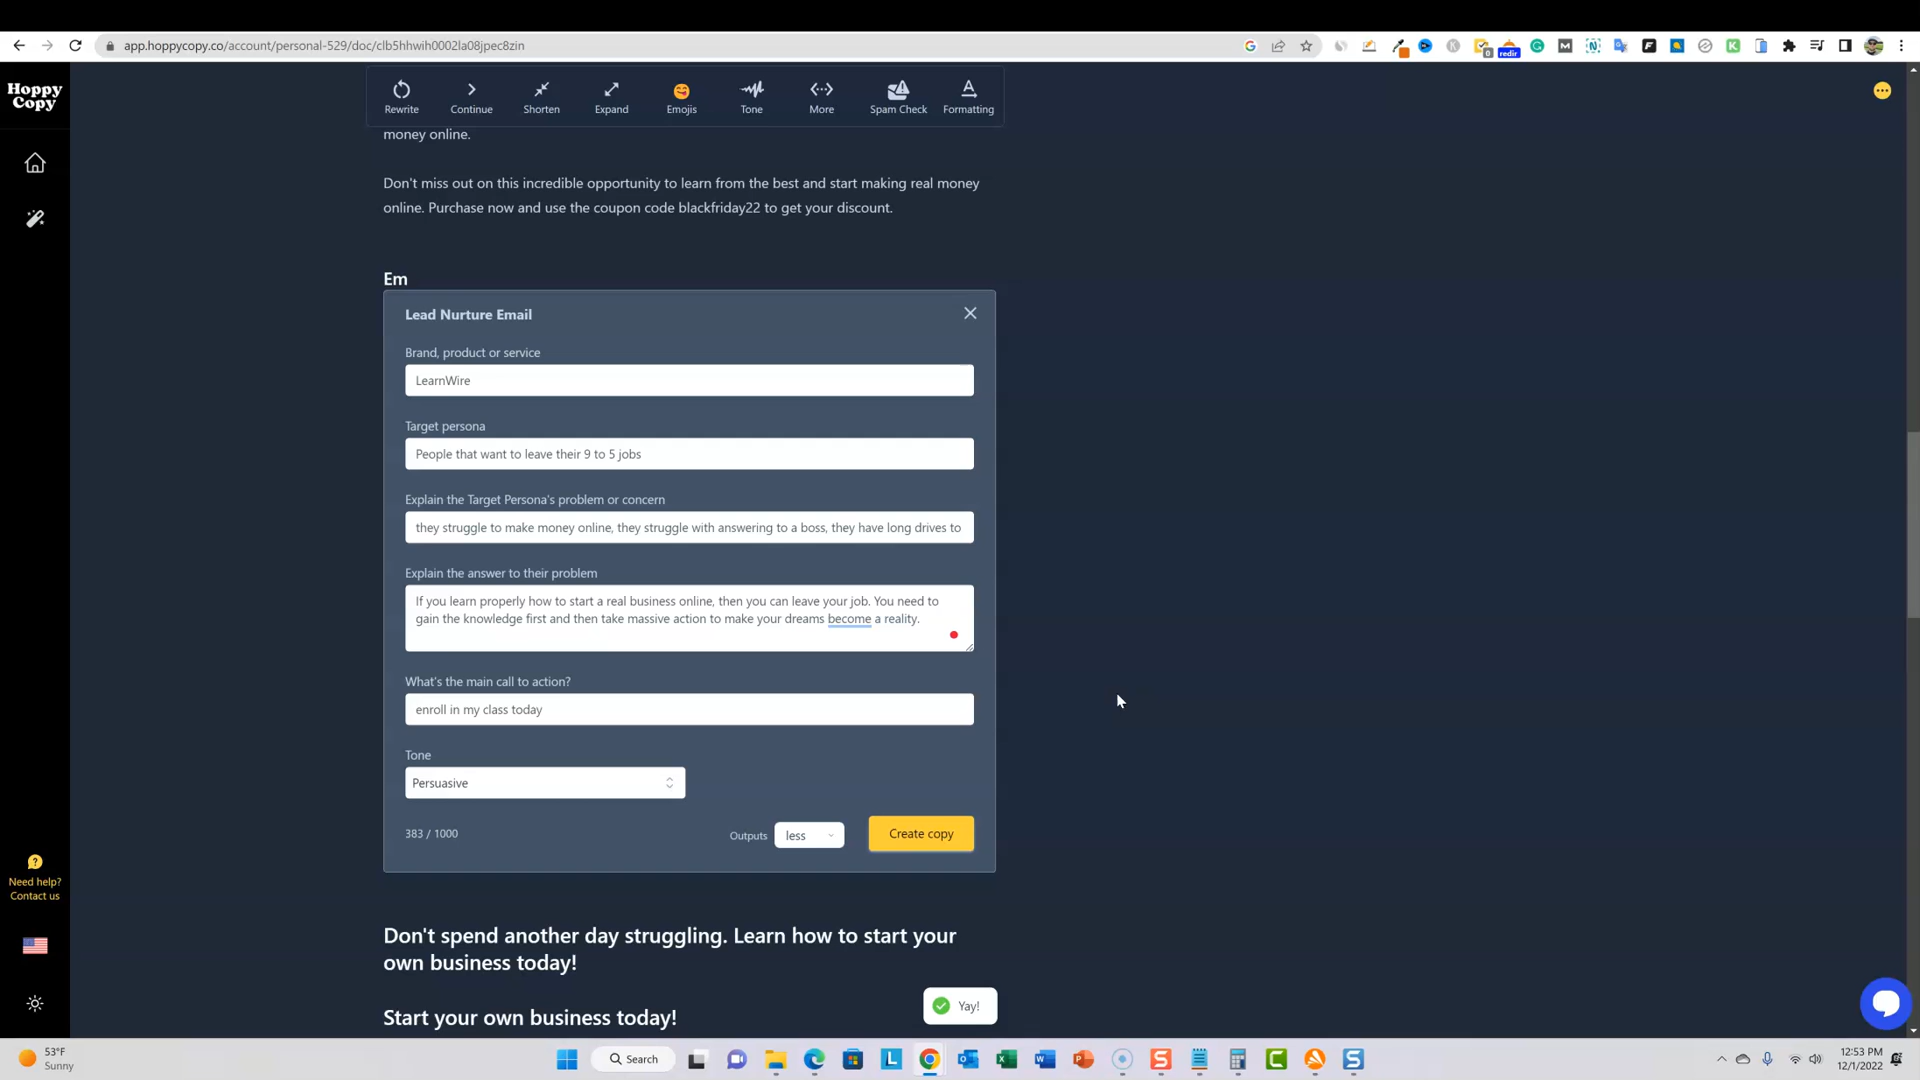 app.hoppycopy.co/account/personal-529/doc/clb5hhwih0002la08jpec8zin
redir
Hoppy
Copy
Rewrite
Continue
Shorten
Expand
Emojis
Tone
More
Spam Check
Formatting
money online.
Don't miss out on this incredible opportunity to learn from the best and start making real money
online. Purchase now and use the coupon code blackfriday22 to get your discount.
Em
Lead Nurture Email
Brand, product or service
LearnWire
Target persona
People that want to leave their 9 to 5 jobs
Explain the Target Persona's problem or concern
they struggle to make money online, they struggle with answering to a boss, they have long drives to
Explain the answer to their problem
If you learn properly how to start a real business online, then you can leave your job. You need to
gain the knowledge first and then take massive action to make your dreams become a reality.
What's the main call to action?
enroll in my class today
Tone
Persuasive
383 / 1000
Outputs
less
Create copy
Need help?
Contact us
Don't spend another day struggling. Learn how to start your
own business today!
Start your own business today!
Yay!
53°F
Sunny
Search
12:53 PM
12/1/2022